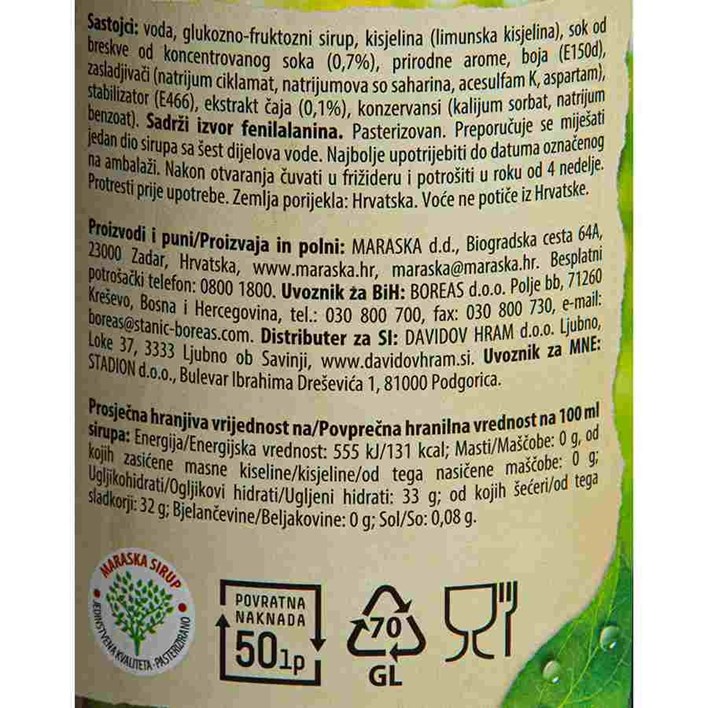 Sastojci: voda, glukozno-fruktozni sirup, kisjelina (limunska kisjelina), sok od
breskve od koncentrovanog soka (0,7%), prirodne arome, boja (E150d),
zaslađivači (natrijum ciklamat, natrijumova so saharina, acesulfam K, aspartam),
stabilizator (E466), ekstrakt čaja (0,1%), konzervansi (kalijum sorbat, natrijum
benzoat). Sadrži izvor fenilalanina. Pasterizovan. Preporučuje se miješati
jedan dio sirupa sa šest dijelova vode. Najbolje upotrijebiti do datuma označenog
na ambalaži. Nakon otvaranja čuvati u frižideru i potrošiti u roku od 4 nedelje.
Protresti prije upotrebe. Zemlja porijekla: Hrvatska. Voće ne potiče iz Hrvatske.
Proizvodi i puni/Proizvaja in polni: MARASKA d.d., Biogradska cesta 64A,
23000 Zadar, Hrvatska, www.maraska.hr, maraska@maraska.hr. Besplatni
potrošački telefon: 0800 1800. Uvoznik za BiH: BOREAS d.o.o. Polje bb, 71260
Kreševo, Bosna i Hercegovina, tel.: 030 800 700, fax: 030 800 730, e-mail:
boreas@stanic-boreas.com. Distributer za SI: DAVIDOV HRAM d.o.o. Ljubno,
Loke 37, 3333 Ljubno ob Savinji, www.davidovhram.si. Uvoznik za MNE:
STADION d.o.o., Bulevar Ibrahima Dreševića 1, 81000 Podgorica.
Prosječna hranjiva vrijednost na/Povprečna hranilna vrednost na 100 ml
sirupa: Energija/Energijska vrednost: 555 kJ/131 kcal; Masti/Maščobe: 0 g, od
kojih zasićene masne kiseline/kisjeline/od tega nasičene maščobe: 0 g;
Ugljikohidrati/Ogljikovi hidrati/Ugljeni hidrati: 33 g; od kojih šećeri/od tega
sladkorji: 32 g; Bjelančevine/Beljakovine: 0 g; Sol/So: 0,08 g.
MARASKA SIRUP
JEDINSTVENA KVALITETA - PASTERIZIRANO
POVRATNA
NAKNADA
50 lp
70
GL